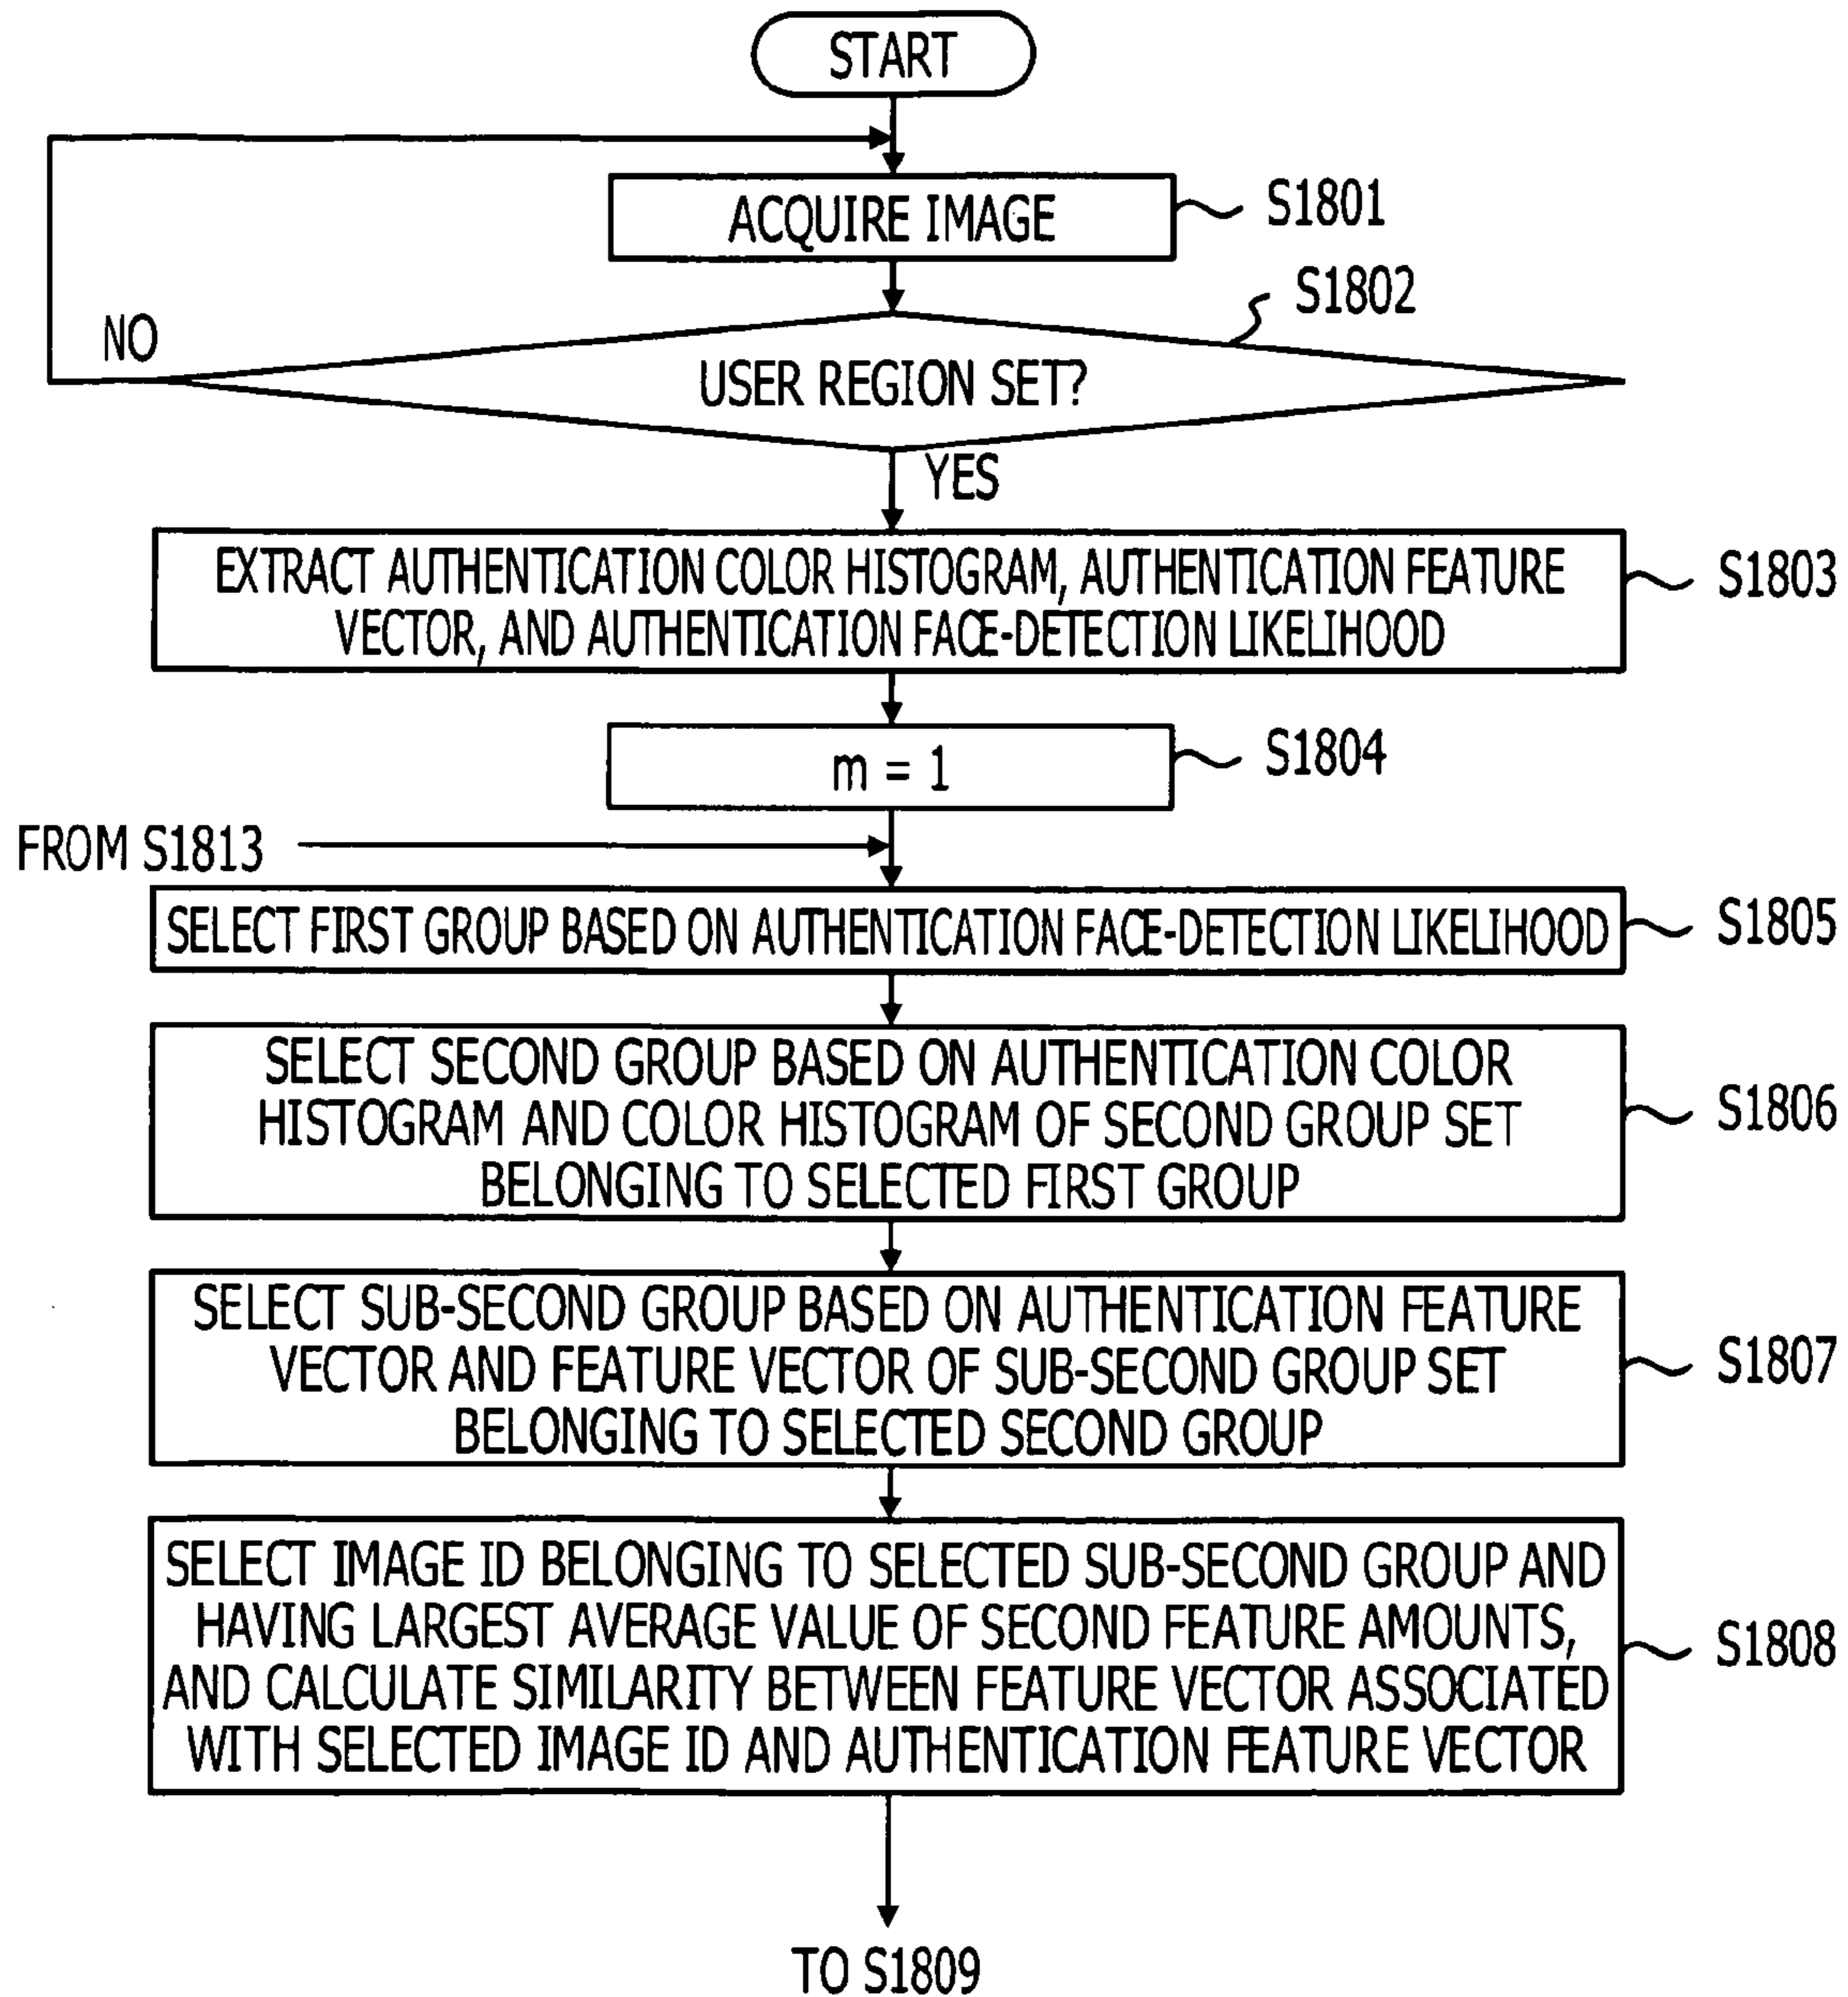 START
ACQUIRE IMAGE
S1801
S1802
NO
USER REGION SET?
YES
EXTRACT AUTHENTICATION COLOR HISTOGRAM, AUTHENTICATION FEATURE
VECTOR, AND AUTHENTICATION FACE-DETECTION LIKELIHOOD
S1803
m = 1
S1804
FROM S1813
SELECT FIRST GROUP BASED ON AUTHENTICATION FACE-DETECTION LIKELIHOOD
S1805
SELECT SECOND GROUP BASED ON AUTHENTICATION COLOR
HISTOGRAM AND COLOR HISTOGRAM OF SECOND GROUP SET
BELONGING TO SELECTED FIRST GROUP
S1806
SELECT SUB-SECOND GROUP BASED ON AUTHENTICATION FEATURE
VECTOR AND FEATURE VECTOR OF SUB-SECOND GROUP SET
BELONGING TO SELECTED SECOND GROUP
S1807
SELECT IMAGE ID BELONGING TO SELECTED SUB-SECOND GROUP AND
HAVING LARGEST AVERAGE VALUE OF SECOND FEATURE AMOUNTS,
AND CALCULATE SIMILARITY BETWEEN FEATURE VECTOR ASSOCIATED
WITH SELECTED IMAGE ID AND AUTHENTICATION FEATURE VECTOR
S1808
TO S1809